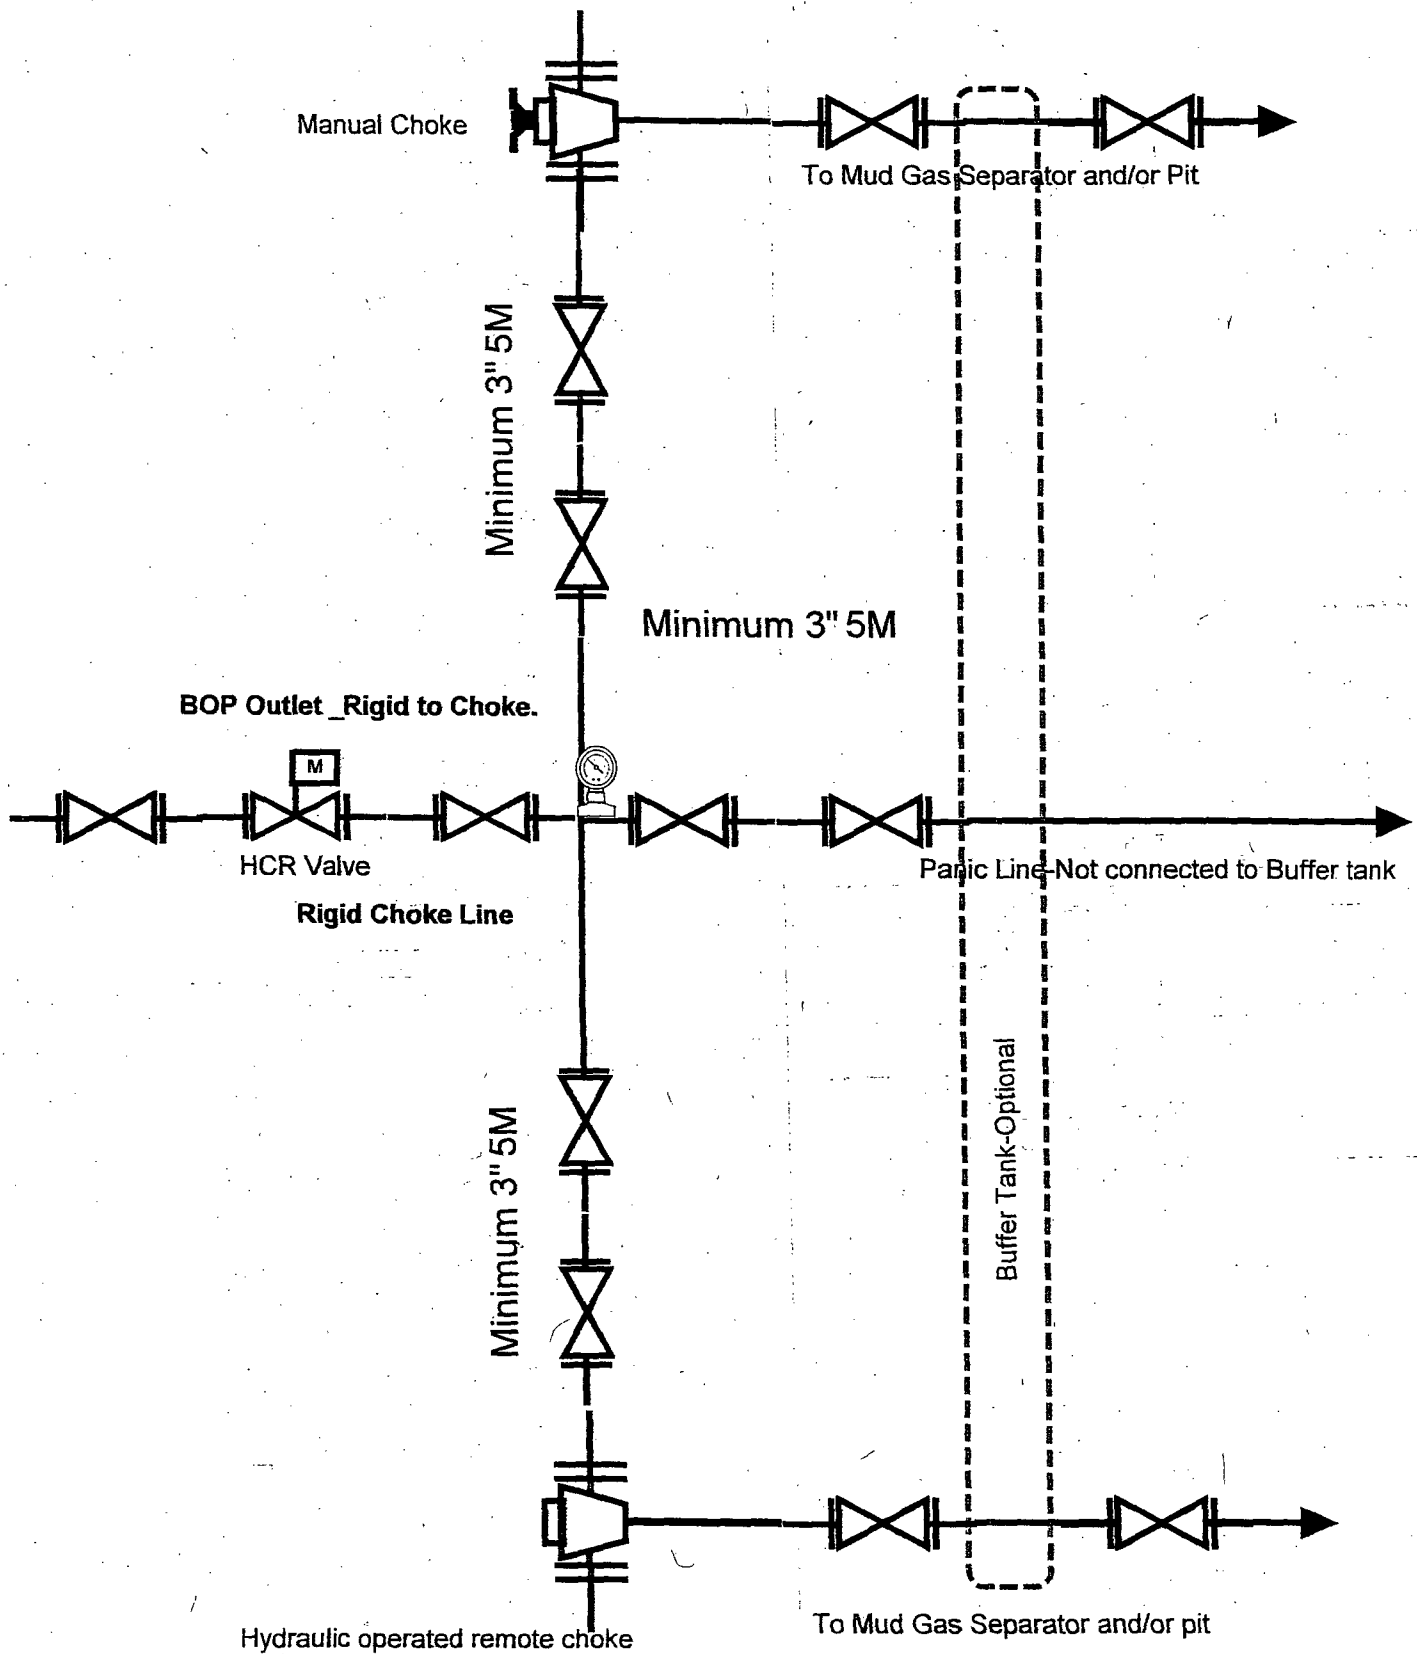 Manual Choke
To Mud Gas Separator and/or Pit
Minimum 3" 5M
Minimum 3" 5M
BOP Outlet _Rigid to Choke.
M
HCR Valve
Panic Line-Not connected to Buffer tank
Rigid Choke Line
Buffer Tank-Optional
Minimum 3" 5M
To Mud Gas Separator and/or pit
Hydraulic operated remote choke